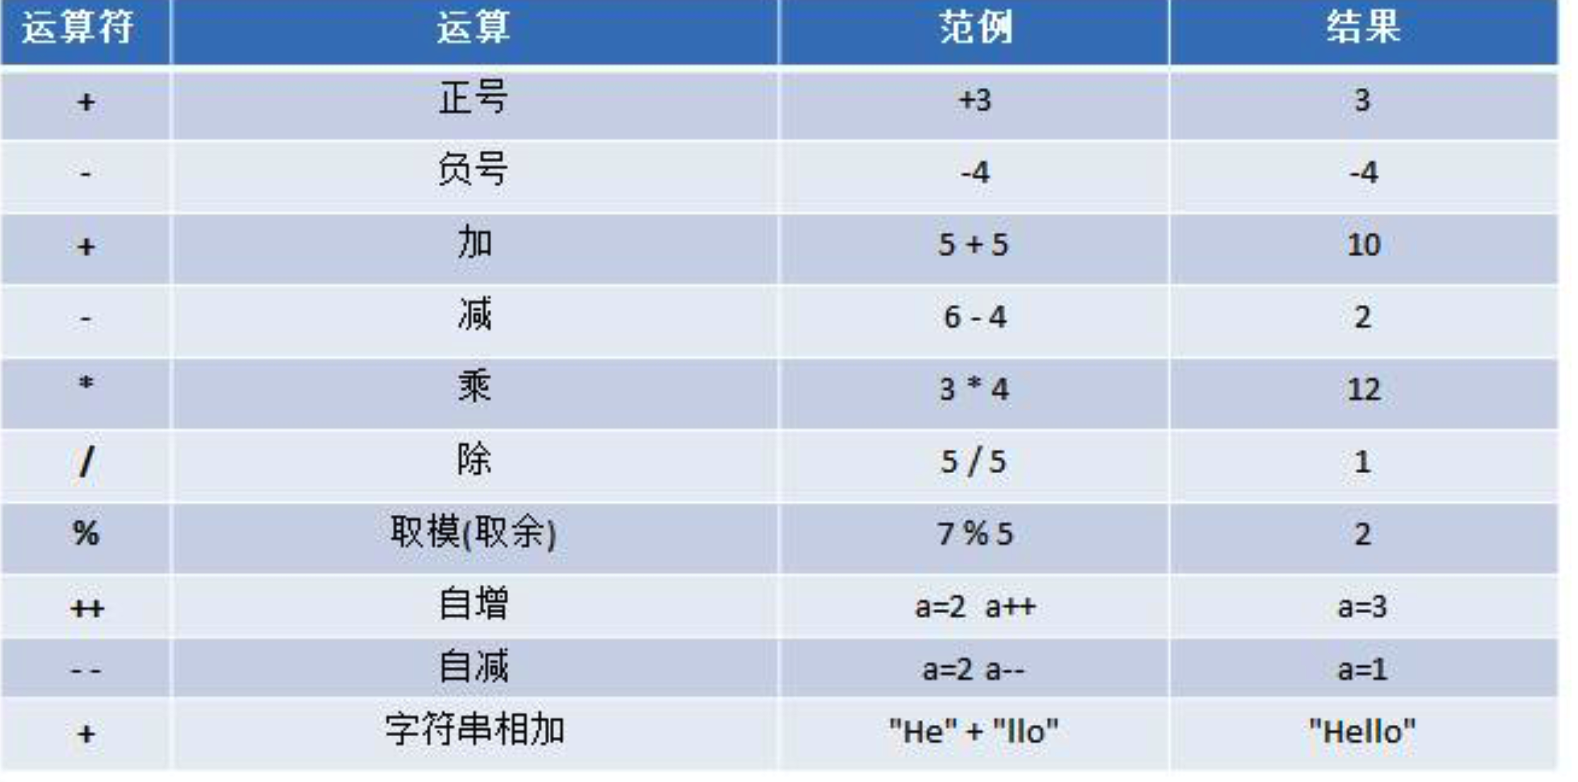 运算符 运算 范例 结果
+ 正号 +3 3
- 负号 -4 -4
+ 加 5 + 5 10
- 减 6 - 4 2
* 乘 3 * 4 12
/ 除 5 / 5 1
% 取模(取余) 7 % 5 2
++ 自增 a=2 a++ a=3
- - 自减 a=2 a-- a=1
+ 字符串相加 "He" + "llo" "Hello"